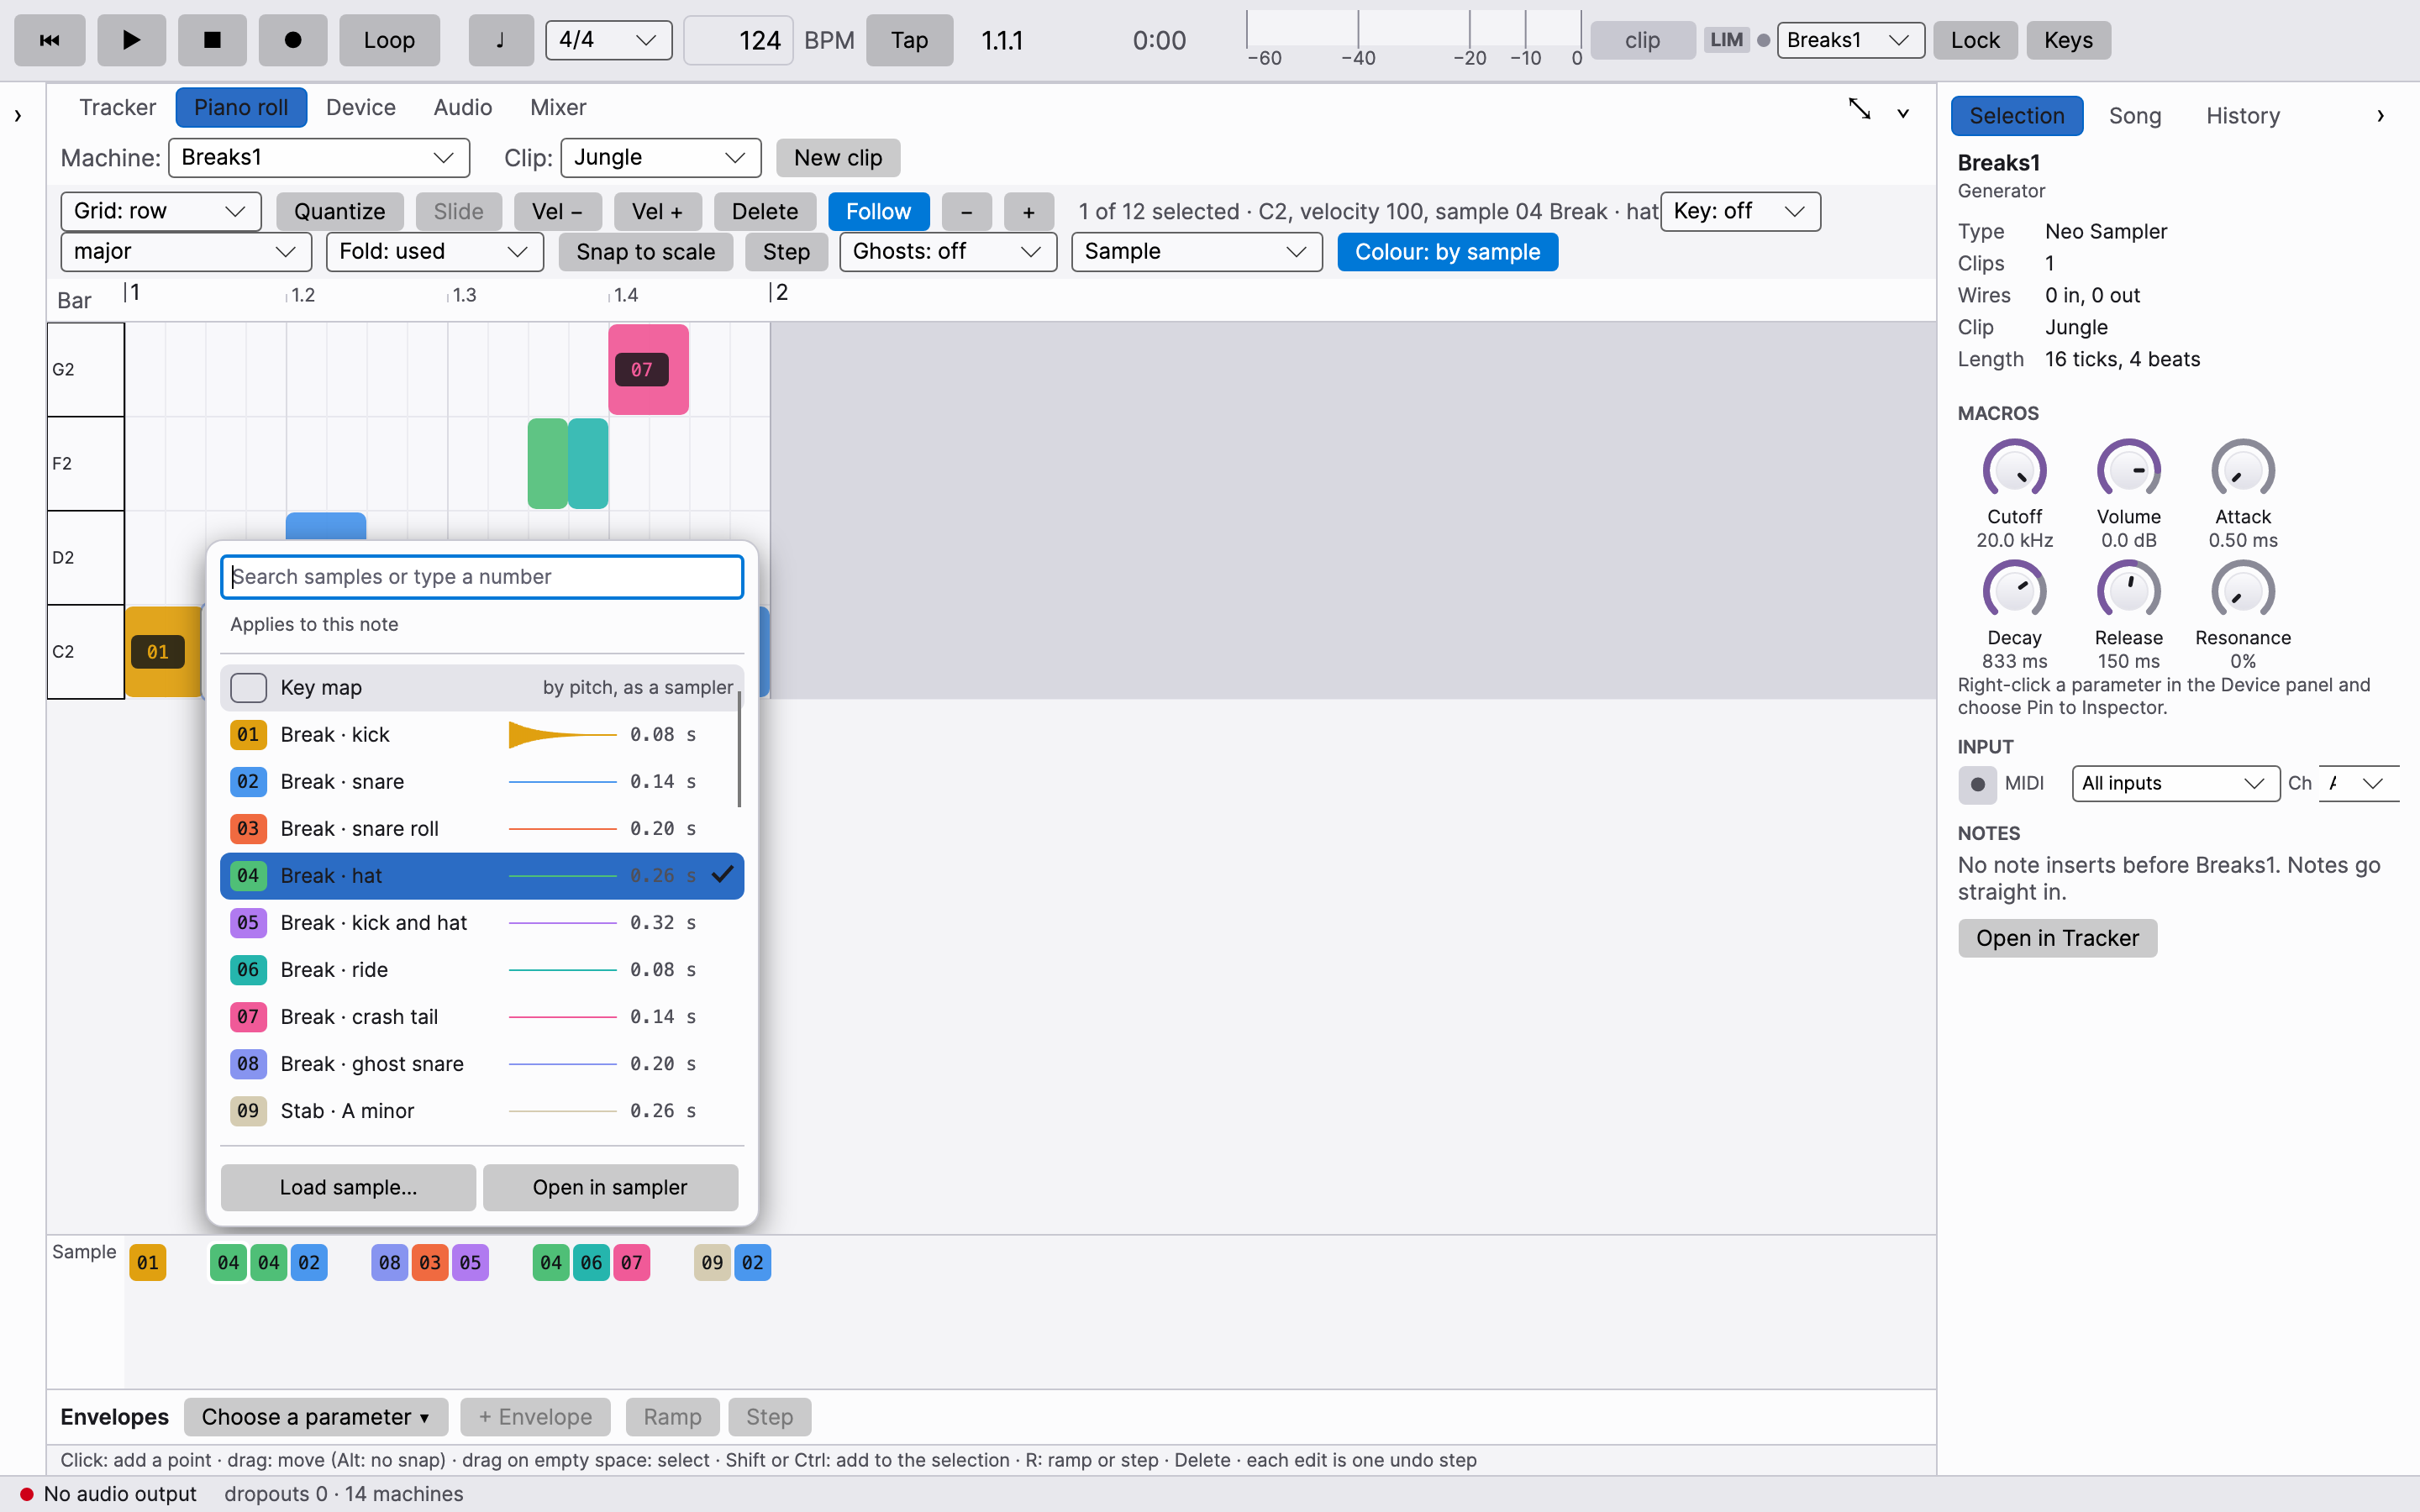 Loop
4/4
124 BPM
Tap
1.1.1
0:00
−60 −40 −20 −10 0
clip
LIM
Breaks1
Lock
Keys
Tracker Piano roll Device Audio Mixer
Machine: Breaks1 Clip: Jungle New clip
Grid: row Quantize Slide Vel − Vel + Delete Follow − + 1 of 12 selected · C2, velocity 100, sample 04 Break · hat Key: off
major Fold: used Snap to scale Step Ghosts: off Sample Colour: by sample
Bar 1 1.2 1.3 1.4 2
G2
07
F2
D2
C2
01
Search samples or type a number
Applies to this note
Key map by pitch, as a sampler
01 Break · kick 0.08 s
02 Break · snare 0.14 s
03 Break · snare roll 0.20 s
04 Break · hat 0.26 s
05 Break · kick and hat 0.32 s
06 Break · ride 0.08 s
07 Break · crash tail 0.14 s
08 Break · ghost snare 0.20 s
09 Stab · A minor 0.26 s
Load sample... Open in sampler
Sample 01 04 04 02 08 03 05 04 06 07 09 02
Envelopes Choose a parameter + Envelope Ramp Step
Click: add a point · drag: move (Alt: no snap) · drag on empty space: select · Shift or Ctrl: add to the selection · R: ramp or step · Delete · each edit is one undo step
No audio output dropouts 0 · 14 machines
Selection Song History
Breaks1
Generator
Type Neo Sampler
Clips 1
Wires 0 in, 0 out
Clip Jungle
Length 16 ticks, 4 beats
MACROS
Cutoff Volume Attack
20.0 kHz 0.0 dB 0.50 ms
Decay Release Resonance
833 ms 150 ms 0%
Right-click a parameter in the Device panel and
choose Pin to Inspector.
INPUT
MIDI All inputs Ch
NOTES
No note inserts before Breaks1. Notes go
straight in.
Open in Tracker